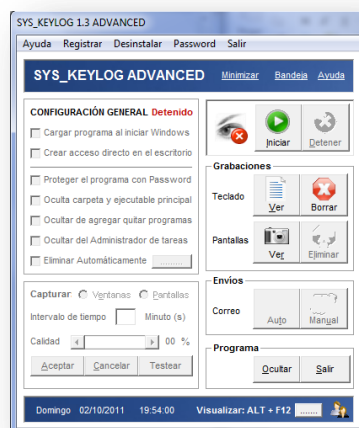 SYS_KEYLOG 1.3 ADVANCED
Ayuda Registrar Desinstalar Password Salir
SYS_KEYLOG ADVANCED Minimizar Bandeja Ayuda
CONFIGURACIÓN GENERAL Detenido
Cargar programa al iniciar Windows
Crear acceso directo en el escritorio
Proteger el programa con Password
Oculta carpeta y ejecutable principal
Ocultar de agregar quitar programas
Ocultar del Administrador de tareas
Eliminar Automáticamente ........
Capturar Ventanas Pantallas
Intervalo de tiempo Minuto (s)
Calidad 00 %
Aceptar Cancelar Testear
Iniciar Detener
Grabaciones
Teclado Ver Borrar
Pantallas Ver Eliminar
Envíos
Correo Auto Manual
Programa
Ocultar Salir
Domingo 02/10/2011 19:54:00 Visualizar: ALT + F12 .......